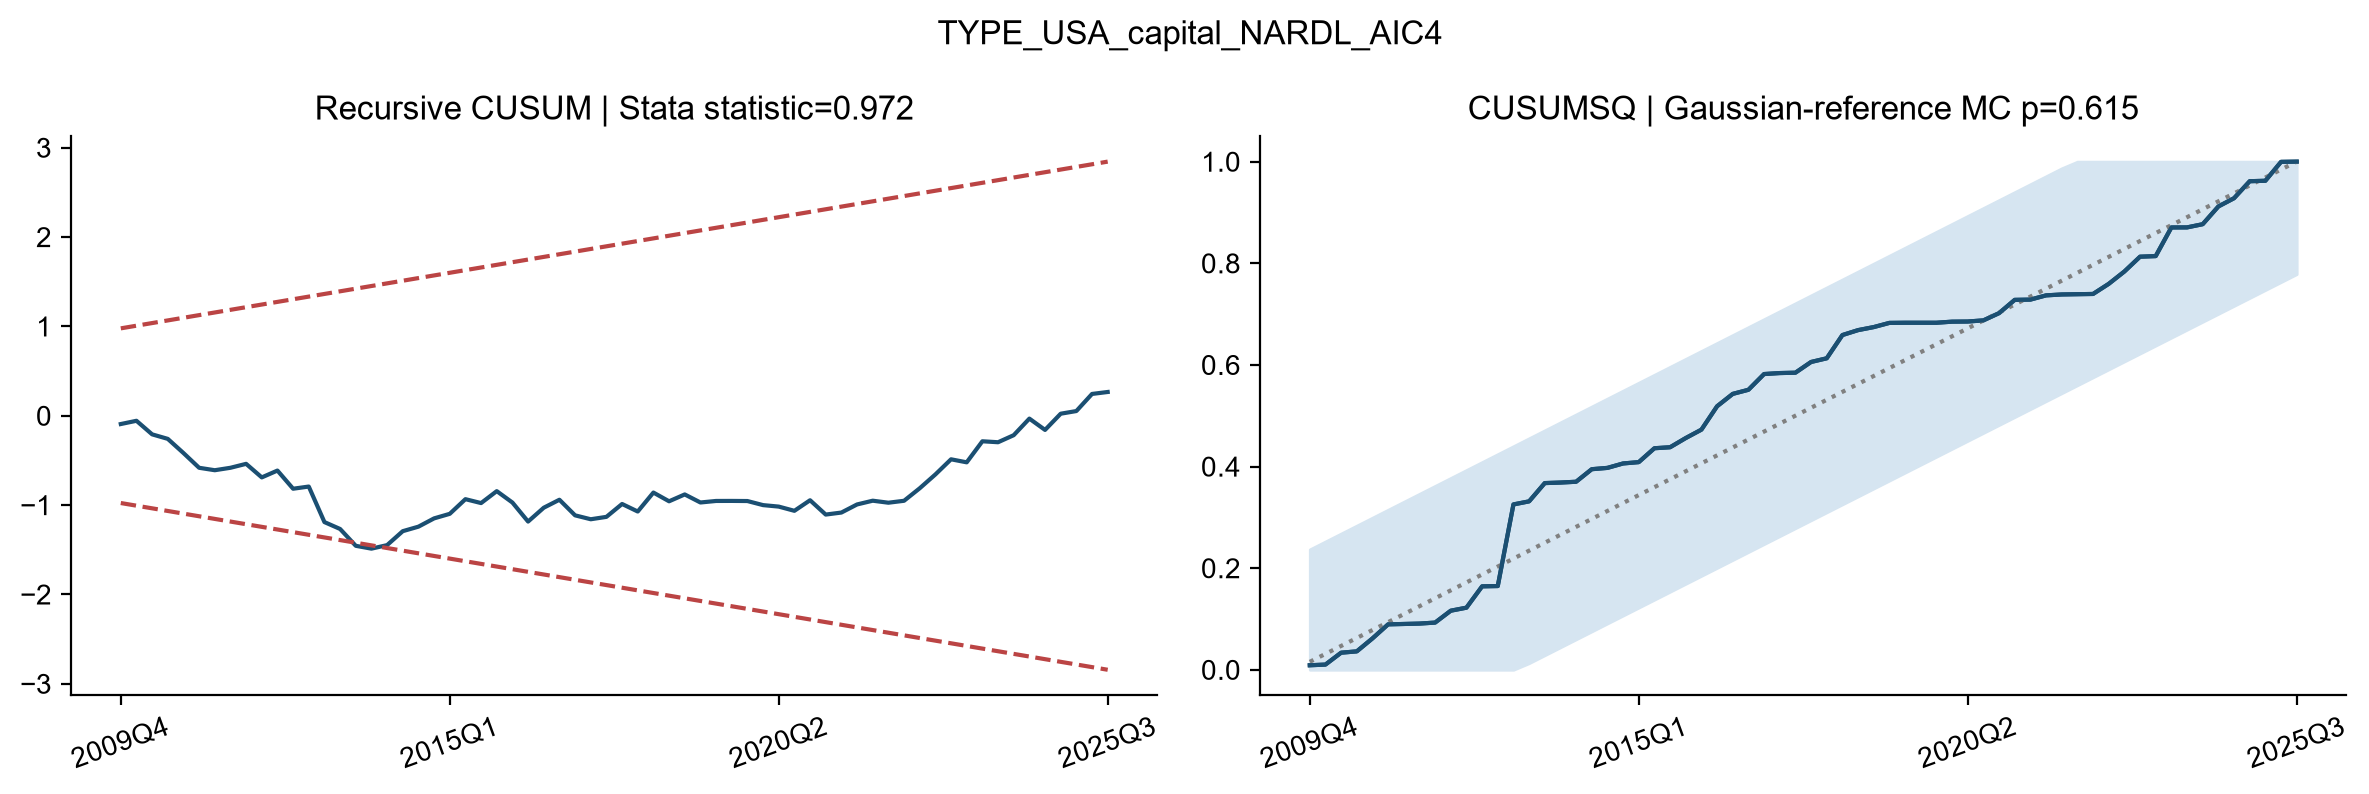 TYPE_USA_capital_NARDL_AIC4
Recursive CUSUM | Stata statistic=0.972
3
2
1
0
−1
−2
−3
2009Q4
2015Q1
2020Q2
2025Q3
CUSUMSQ | Gaussian-reference MC p=0.615
1.0
0.8
0.6
0.4
0.2
0.0
2009Q4
2015Q1
2020Q2
2025Q3